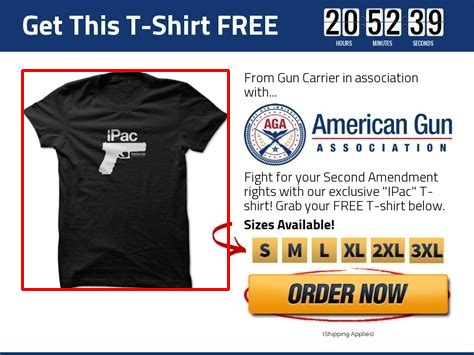 Get This T-Shirt FREE
20 52 39
HOURS MINUTES SECONDS
iPac
From Gun Carrier in association
with...
AGA
American Gun
ASSOCIATION
Fight for your Second Amendment
rights with our exclusive "IPac" T-
shirt! Grab your FREE T-shirt below.
Sizes Available!
S M L XL 2XL 3XL
ORDER NOW
(Shipping Applies)